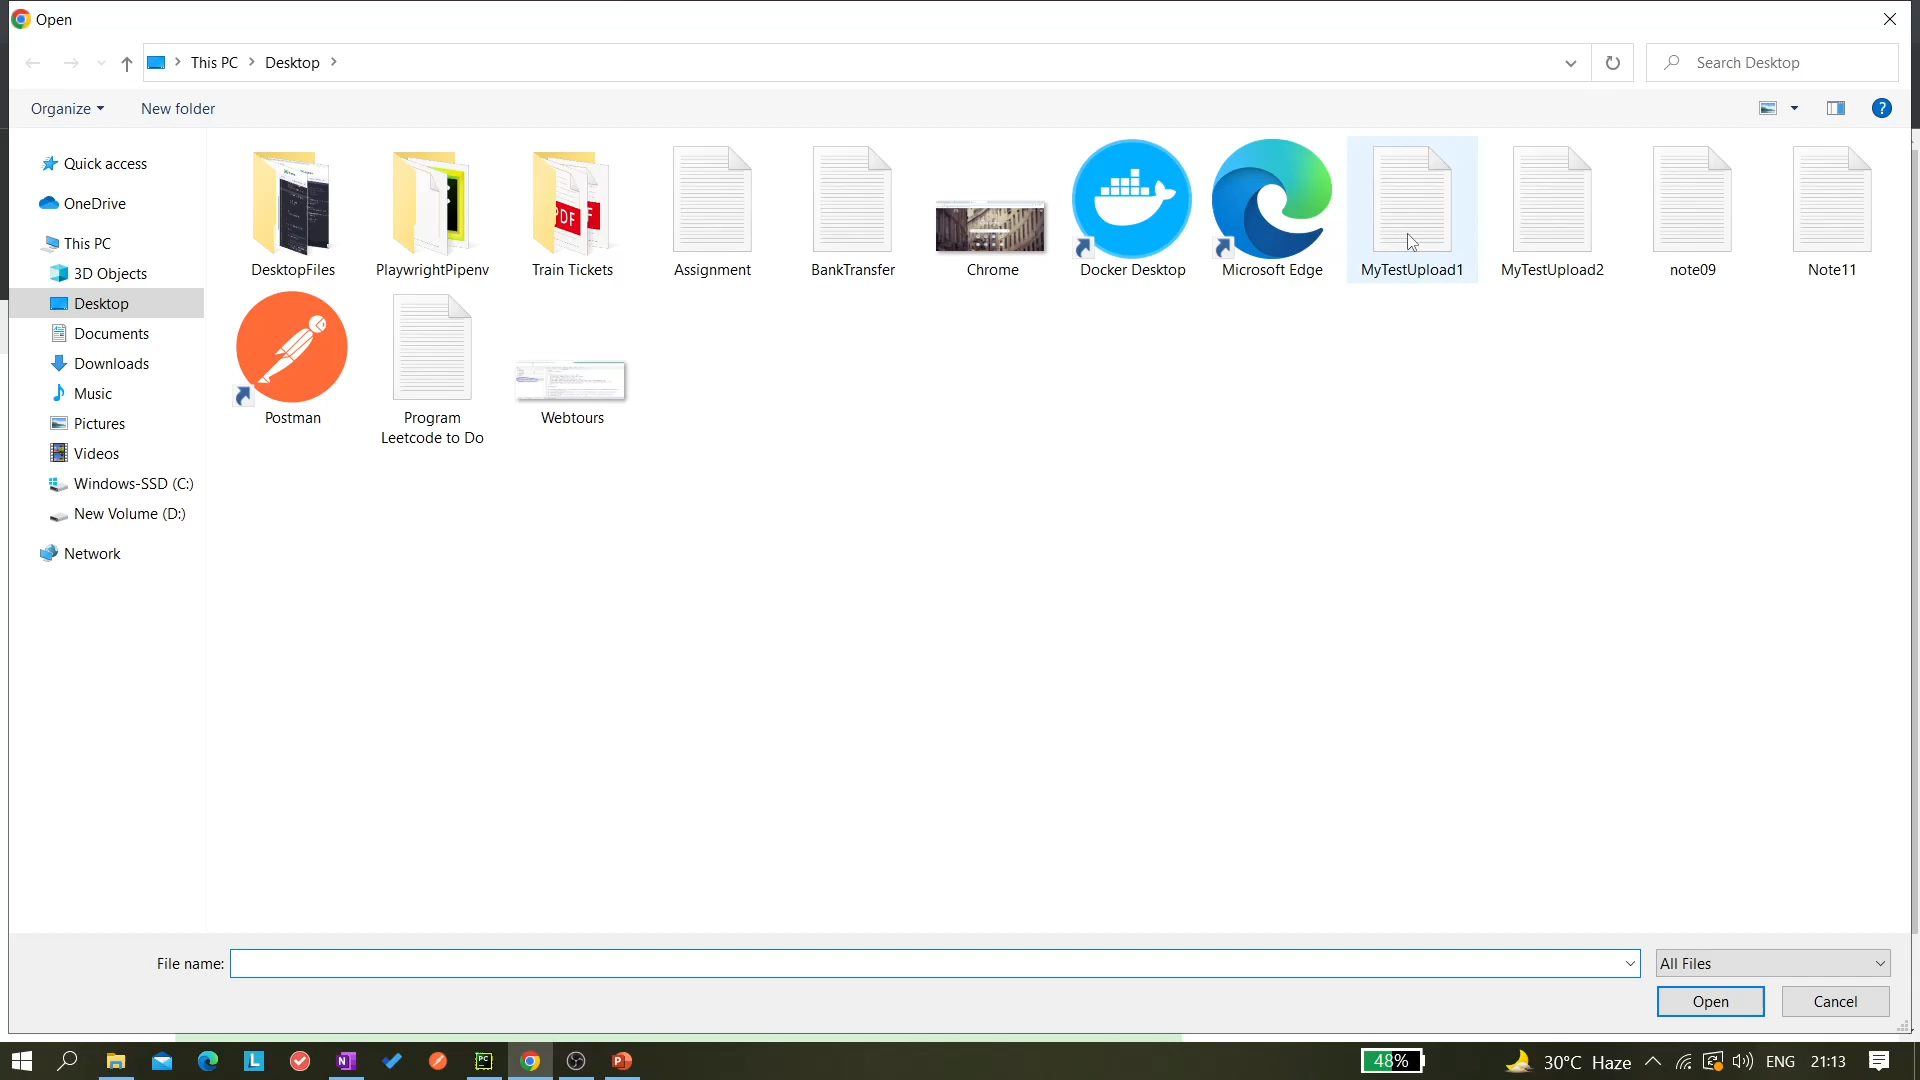 Open
This PC
Desktop
Search Desktop
Organize
New folder
Quick access
OneDrive
This PC
3D Objects
Desktop
Documents
Downloads
Music
Pictures
Videos
Windows-SSD (C:)
New Volume (D:)
Network
DesktopFiles
PlaywrightPipenv
PDF
Train Tickets
Assignment
BankTransfer
Chrome
Docker Desktop
Microsoft Edge
MyTestUpload1
MyTestUpload2
note09
Note11
Postman
Program
Leetcode to Do
Webtours
File name:
All Files
Open
Cancel
48%
30°C Haze
ENG
21:13